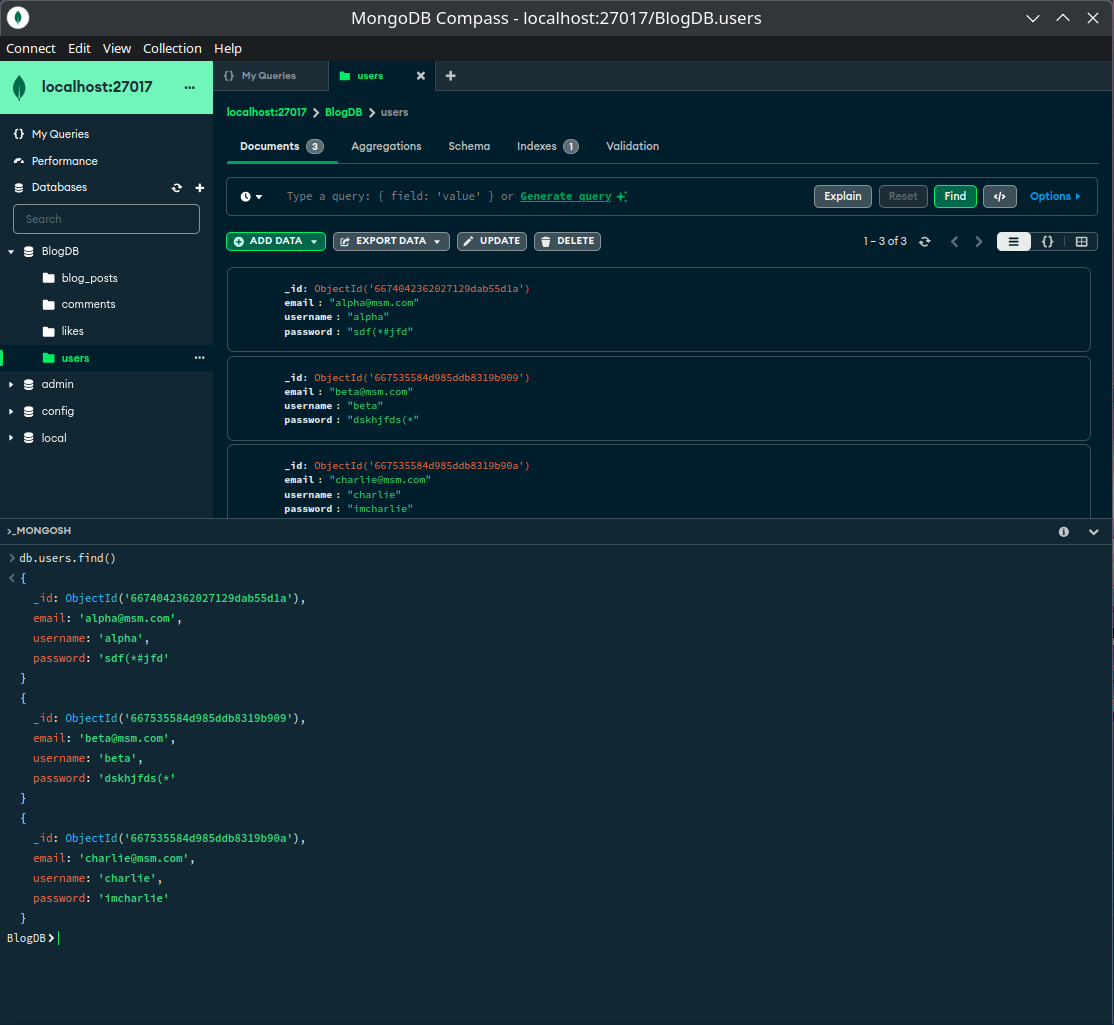 MongoDB Compass - localhost:27017/BlogDB.users
Connect Edit View Collection Help
localhost:27017 ...
{} My Queries
Performance
Databases
Search
BlogDB
blog_posts
comments
likes
users ...
admin
config
local
{} My Queries
users
localhost:27017 > BlogDB > users
Documents 3 Aggregations Schema Indexes 1 Validation
Type a query: { field: 'value' } or Generate query
Explain Reset Find </> Options
ADD DATA EXPORT DATA UPDATE DELETE
1 – 3 of 3 {}
_id: ObjectId('6674042362027129dab55d1a')
email : "alpha@msm.com"
username : "alpha"
password : "sdf(*#jfd"
_id: ObjectId('667535584d985ddb8319b909')
email : "beta@msm.com"
username : "beta"
password : "dskhjfds(*"
_id: ObjectId('667535584d985ddb8319b90a')
email : "charlie@msm.com"
username : "charlie"
password : "imcharlie"
>_MONGOSH
> db.users.find()
< {
_id: ObjectId('6674042362027129dab55d1a'),
email: 'alpha@msm.com',
username: 'alpha',
password: 'sdf(*#jfd'
}
{
_id: ObjectId('667535584d985ddb8319b909'),
email: 'beta@msm.com',
username: 'beta',
password: 'dskhjfds(*'
}
{
_id: ObjectId('667535584d985ddb8319b90a'),
email: 'charlie@msm.com',
username: 'charlie',
password: 'imcharlie'
}
BlogDB>